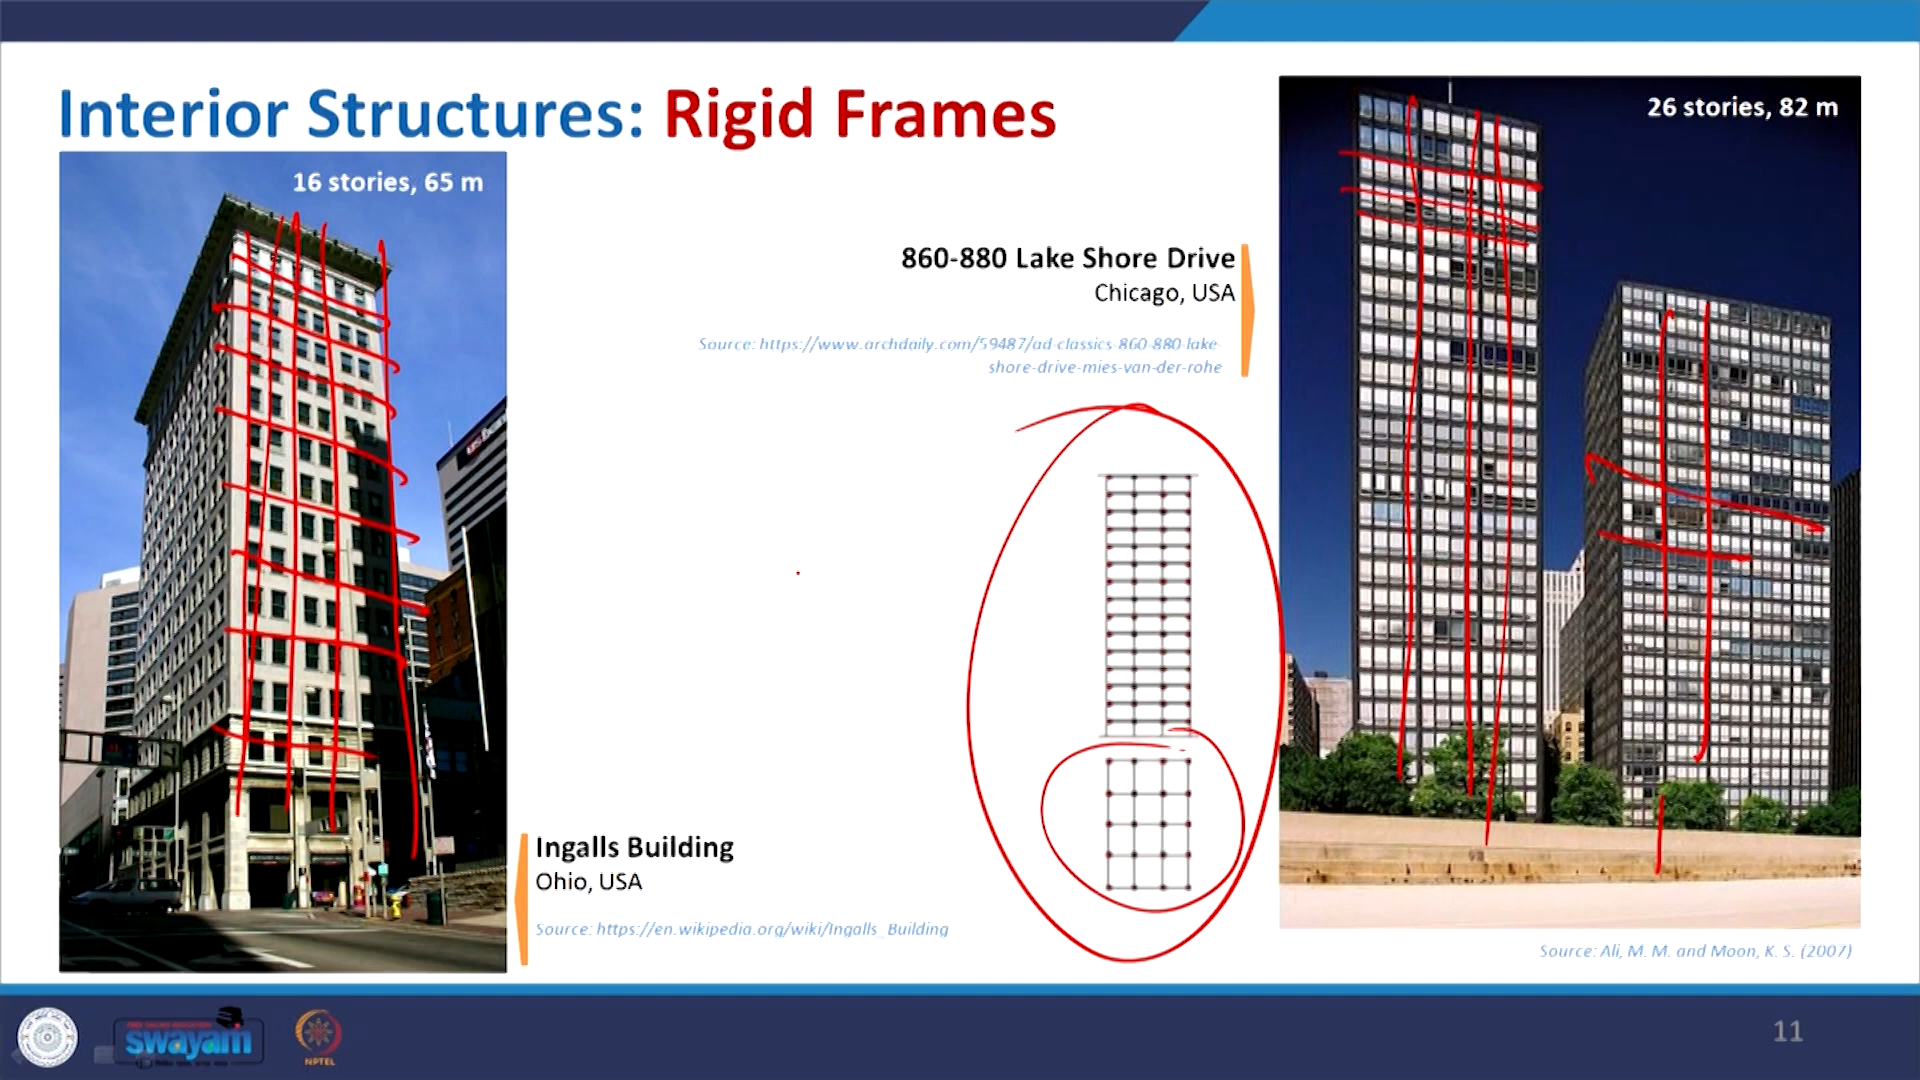 Interior Structures: Rigid Frames
16 stories, 65 m
26 stories, 82 m
860-880 Lake Shore Drive
Chicago, USA
Source: https://www.archdaily.com/59487/ad-classics-860-880-lake-
shore-drive-mies-van-der-rohe
Ingalls Building
Ohio, USA
Source: https://en.wikipedia.org/wiki/Ingalls_Building
Source: Ali, M. M. and Moon, K. S. (2007)
swayam
NPTEL
11